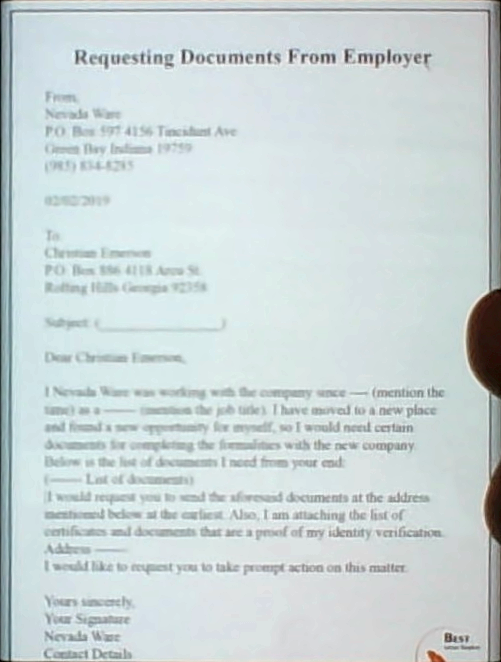 Requesting Documents From Employer
From,
Nevada Ware
P.O. Box 597 4156 Tincidunt Ave
Green Bay Indiana 19759
(985) 834-8285
02/02/2019
To
Christian Emerson
P.O. Box 886 4118 Arcu St.
Rolling Hills Georgia 92358
Subject: (____________________)
Dear Christian Emerson,
I Nevada Ware was working with the company since ---- (mention the
time) as a ------ (mention the job title). I have moved to a new place
and found a new opportunity for myself, so I would need certain
documents for completing the formalities with the new company.
Below is the list of documents I need from your end:
(------ List of documents)
I would request you to send the aforesaid documents at the address
mentioned below at the earliest. Also, I am attaching the list of
certificates and documents that are a proof of my identity verification.
Address ------
I would like to request you to take prompt action on this matter.
Yours sincerely,
Your Signature
Nevada Ware
Contact Details
BEST
Letter Template